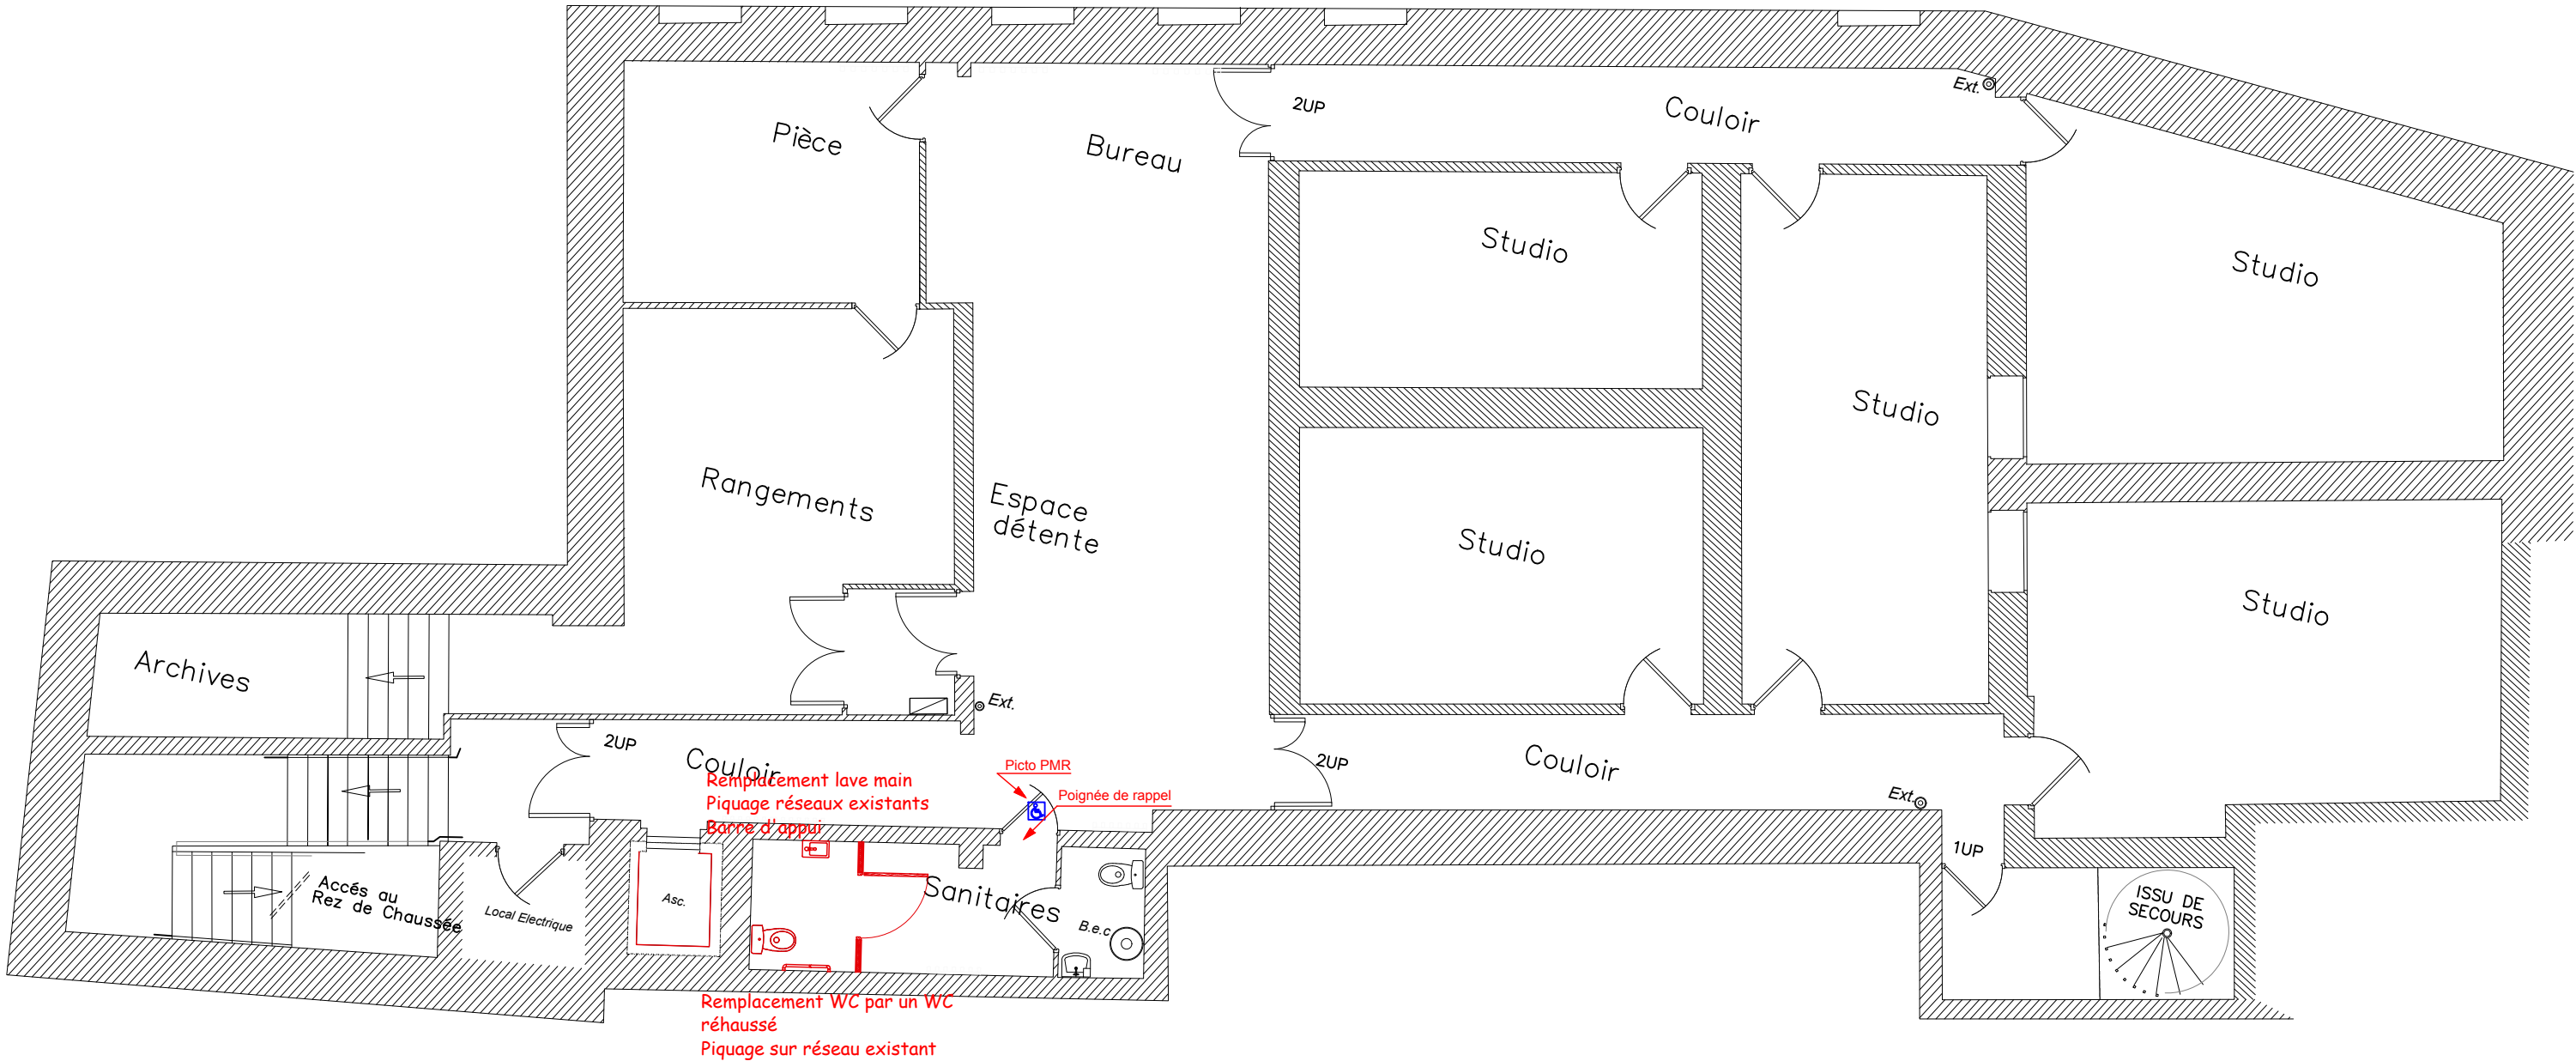 Ext.
2UP
Couloir
Pièce
Bureau
Studio
Studio
Studio
Rangements
Espace
détente
Studio
Studio
Archives
Ext.
2UP
Couloir
Picto PMR
2UP
Couloir
Remplacement lave main
Piquage réseaux existants
Barre d'appui
Poignée de rappel
Ext.
1UP
Accés au
Rez de Chaussée
Local Electrique
Asc.
Sanitaires
B.e.c
ISSU DE
SECOURS
Remplacement WC par un WC
réhaussé
Piquage sur réseau existant